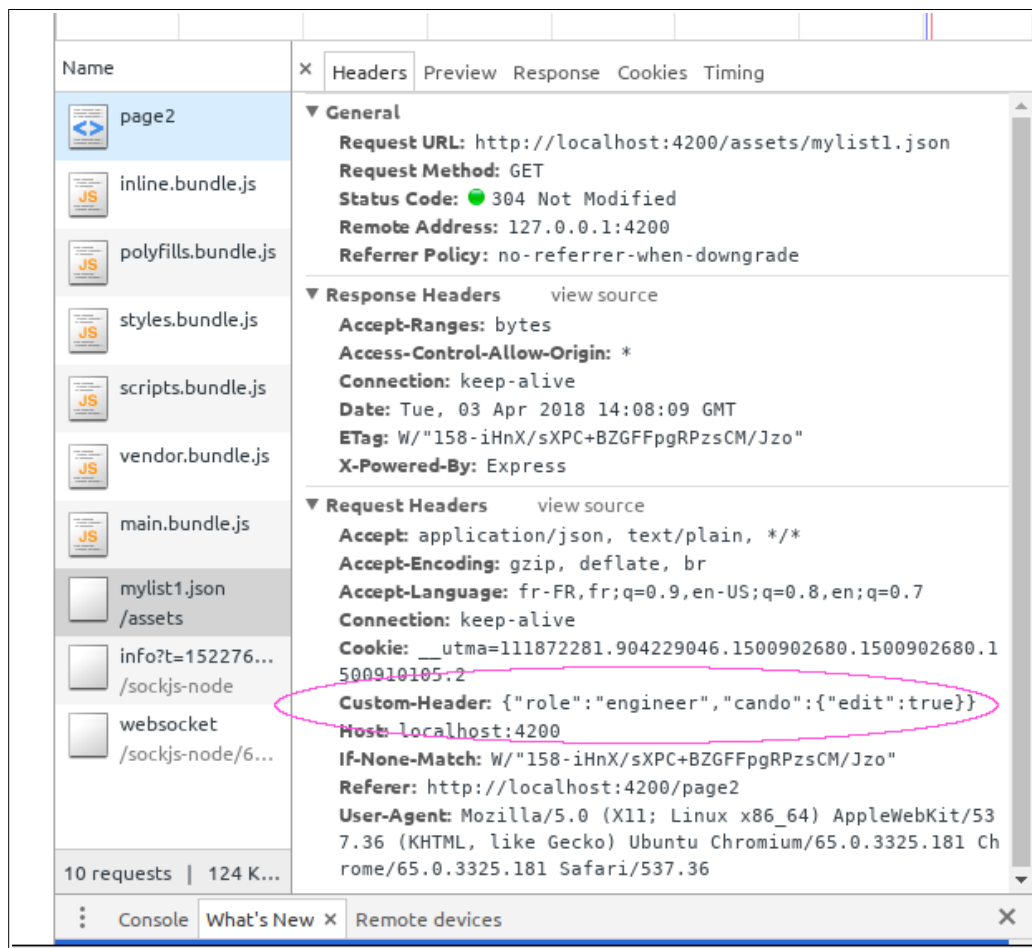 Name
page2
inline.bundle.js
polyfills.bundle.js
styles.bundle.js
scripts.bundle.js
vendor.bundle.js
main.bundle.js
mylist1.json
/assets
info?t=152276...
/sockjs-node
websocket
/sockjs-node/6...
10 requests | 124 K...
× Headers Preview Response Cookies Timing
▼ General
Request URL: http://localhost:4200/assets/mylist1.json
Request Method: GET
Status Code: 304 Not Modified
Remote Address: 127.0.0.1:4200
Referrer Policy: no-referrer-when-downgrade
▼ Response Headers view source
Accept-Ranges: bytes
Access-Control-Allow-Origin: *
Connection: keep-alive
Date: Tue, 03 Apr 2018 14:08:09 GMT
ETag: W/"158-iHnX/sXPC+BZGFFpgRPzsCM/Jzo"
X-Powered-By: Express
▼ Request Headers view source
Accept: application/json, text/plain, */*
Accept-Encoding: gzip, deflate, br
Accept-Language: fr-FR,fr;q=0.9,en-US;q=0.8,en;q=0.7
Connection: keep-alive
Cookie: __utma=111872281.904229046.1500902680.1500902680.1
500910105.2
Custom-Header: {"role":"engineer","cando":{"edit":true}}
Host: localhost:4200
If-None-Match: W/"158-iHnX/sXPC+BZGFFpgRPzsCM/Jzo"
Referer: http://localhost:4200/page2
User-Agent: Mozilla/5.0 (X11; Linux x86_64) AppleWebKit/53
7.36 (KHTML, like Gecko) Ubuntu Chromium/65.0.3325.181 Ch
rome/65.0.3325.181 Safari/537.36
Console What's New × Remote devices ×